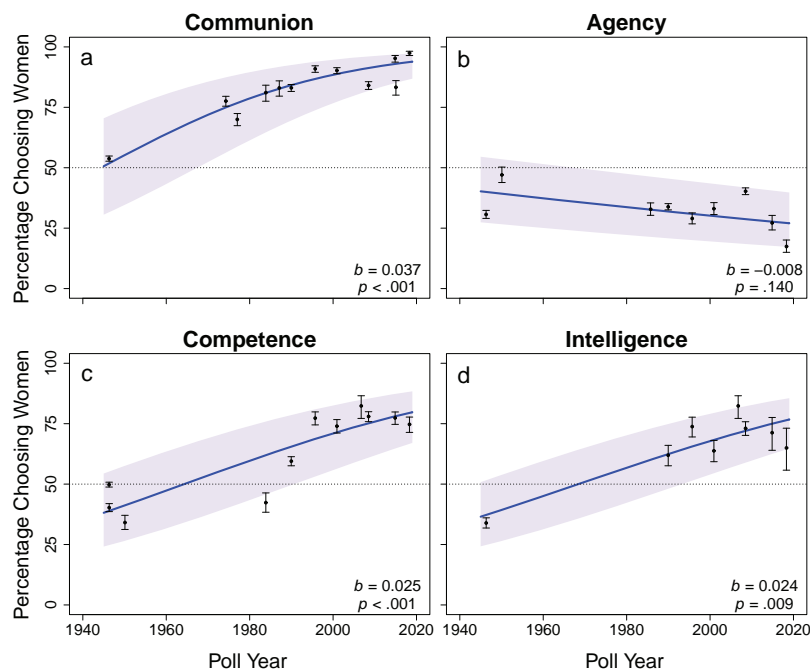 Communion
Agency
a
b
Percentage Choosing Women
100
75
50
25
0
b = 0.037
p < .001
b = −0.008
p = .140
Competence
Intelligence
c
d
Percentage Choosing Women
100
75
50
25
0
b = 0.025
p < .001
b = 0.024
p = .009
1940 1960 1980 2000 2020
1940 1960 1980 2000 2020
Poll Year
Poll Year